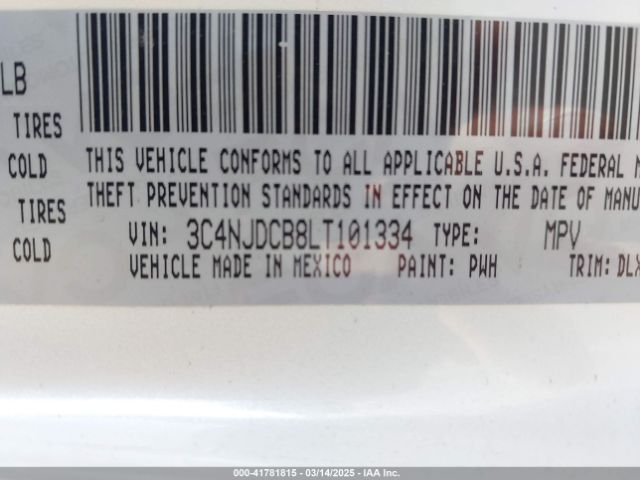 LB
TIRES
COLD
TIRES
COLD
THIS VEHICLE CONFORMS TO ALL APPLICABLE U.S.A. FEDERAL M
THEFT PREVENTION STANDARDS IN EFFECT ON THE DATE OF MANU
VIN: 3C4NJDCB8LT101334 TYPE: MPV
VEHICLE MADE IN MEXICO PAINT: PWH TRIM: DLX
000-41781815 - 03/14/2025 - IAA Inc.